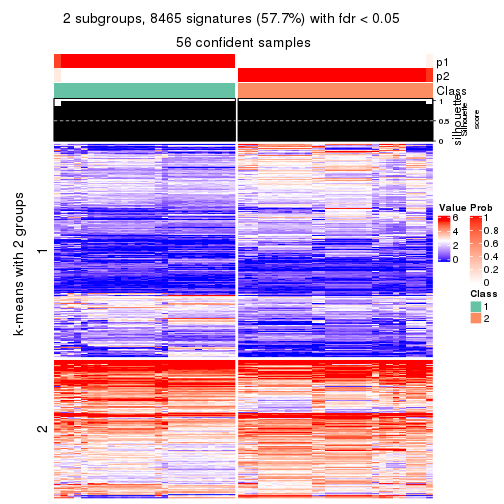 2 subgroups, 8465 signatures (57.7%) with fdr < 0.05
56 confident samples
p1
p2
Class
1
0.5
0
silhouette
Silhouette
score
k-means with 2 groups
1
2
Value
6
4
2
0
Prob
1
0.8
0.6
0.4
0.2
0
Class
1
2